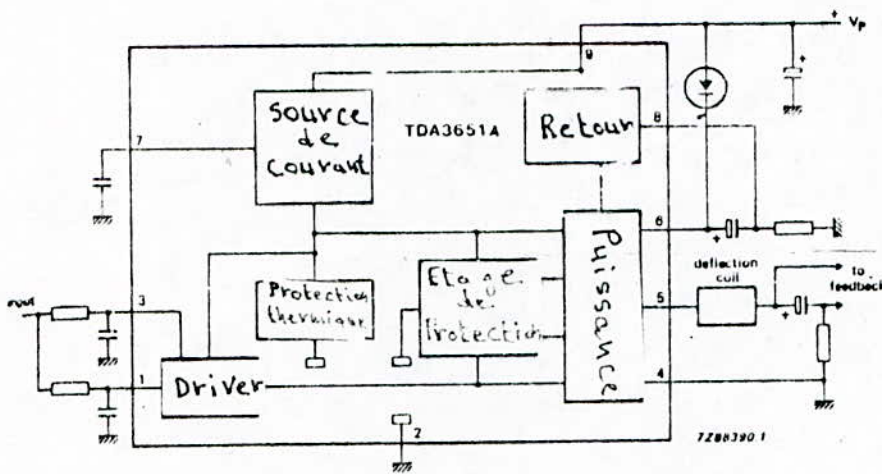 + Vp
9
+
Source
de
Courant
TDA3651A
Retour
8
7
6
+
Puissance
deflection
coil
to
feedback
Protection
thermique
Etage
de
Protection
input
3
5
+
1
Driver
4
2
7Z88390.1